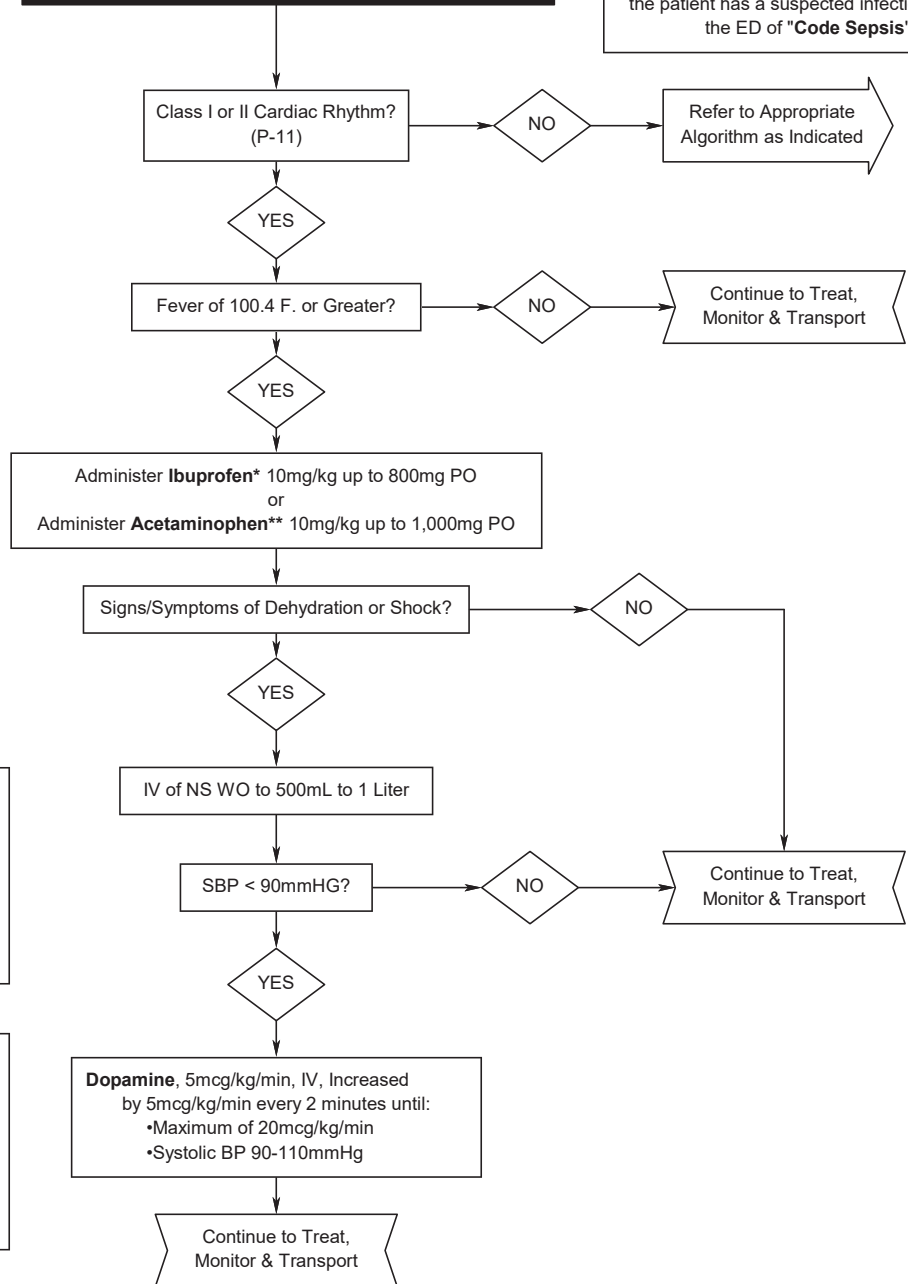 the patient has a suspected infecti
the ED of "Code Sepsis"
Class I or II Cardiac Rhythm?
(P-11)
NO
Refer to Appropriate
Algorithm as Indicated
YES
Fever of 100.4 F. or Greater?
NO
Continue to Treat,
Monitor & Transport
YES
Administer Ibuprofen* 10mg/kg up to 800mg PO
or
Administer Acetaminophen** 10mg/kg up to 1,000mg PO
Signs/Symptoms of Dehydration or Shock?
NO
YES
IV of NS WO to 500mL to 1 Liter
SBP < 90mmHG?
NO
Continue to Treat,
Monitor & Transport
YES
Dopamine, 5mcg/kg/min, IV, Increased
by 5mcg/kg/min every 2 minutes until:
•Maximum of 20mcg/kg/min
•Systolic BP 90-110mmHg
Continue to Treat,
Monitor & Transport